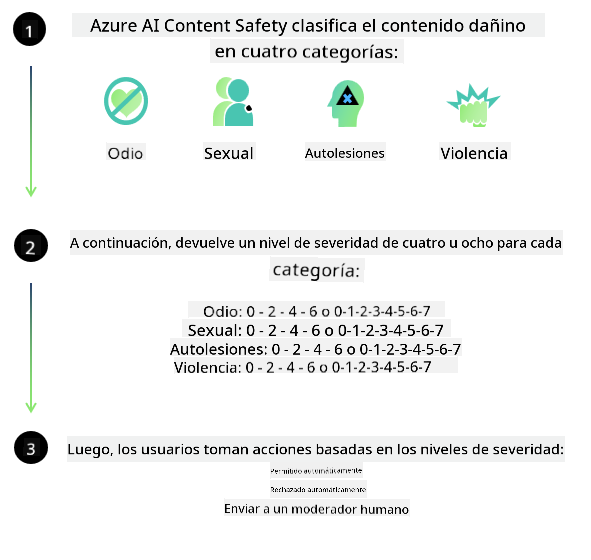 1
Azure AI Content Safety clasifica el contenido dañino
en cuatro categorías:
Odio
Sexual
Autolesiones
Violencia
2
A continuación, devuelve un nivel de severidad de cuatro u ocho para cada
categoría:
Odio: 0 - 2 - 4 - 6 o 0-1-2-3-4-5-6-7
Sexual: 0 - 2 - 4 - 6 o 0-1-2-3-4-5-6-7
Autolesiones: 0 - 2 - 4 - 6 o 0-1-2-3-4-5-6-7
Violencia: 0 - 2 - 4 - 6 o 0-1-2-3-4-5-6-7
3
Luego, los usuarios toman acciones basadas en los niveles de severidad:
Permitido automáticamente
Rechazado automáticamente
Enviar a un moderador humano